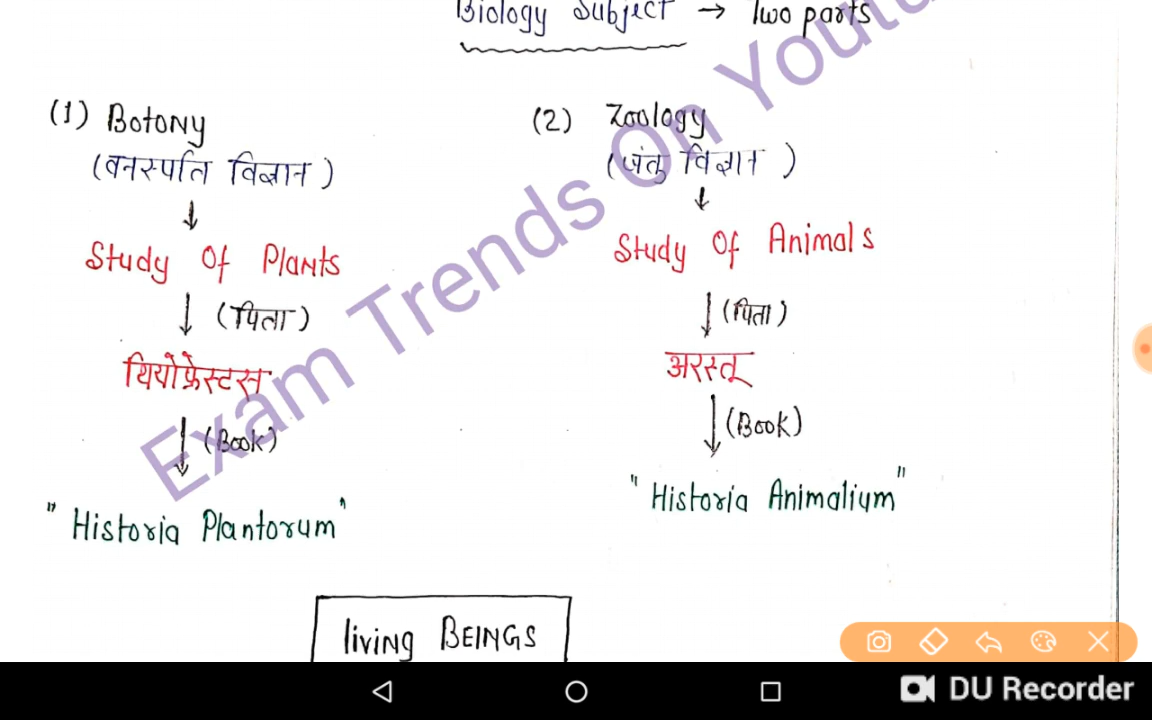 Biology Subject → Two parts
(1) Botony
(वनस्पति विज्ञान)
↓
Study Of Plants
↓ (पिता)
थियोफ्रेस्टस
↓ (Book)
"Historia Plantorum"
(2) Zoology
(जंतु विज्ञान)
↓
Study Of Animals
↓ (पिता)
अरस्तू
↓ (Book)
"Historia Animalium"
living BEINGS
Exam Trends On Youtu
DU Recorder